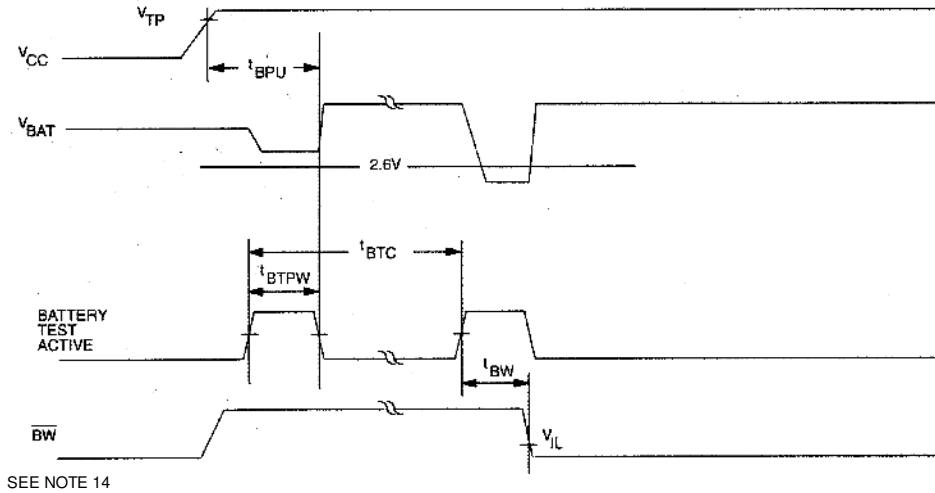 VTP
VCC
tBPU
VBAT
2.6V
tBTC
tBTPW
BATTERY
TEST
ACTIVE
tBW
BW
VIL
SEE NOTE 14